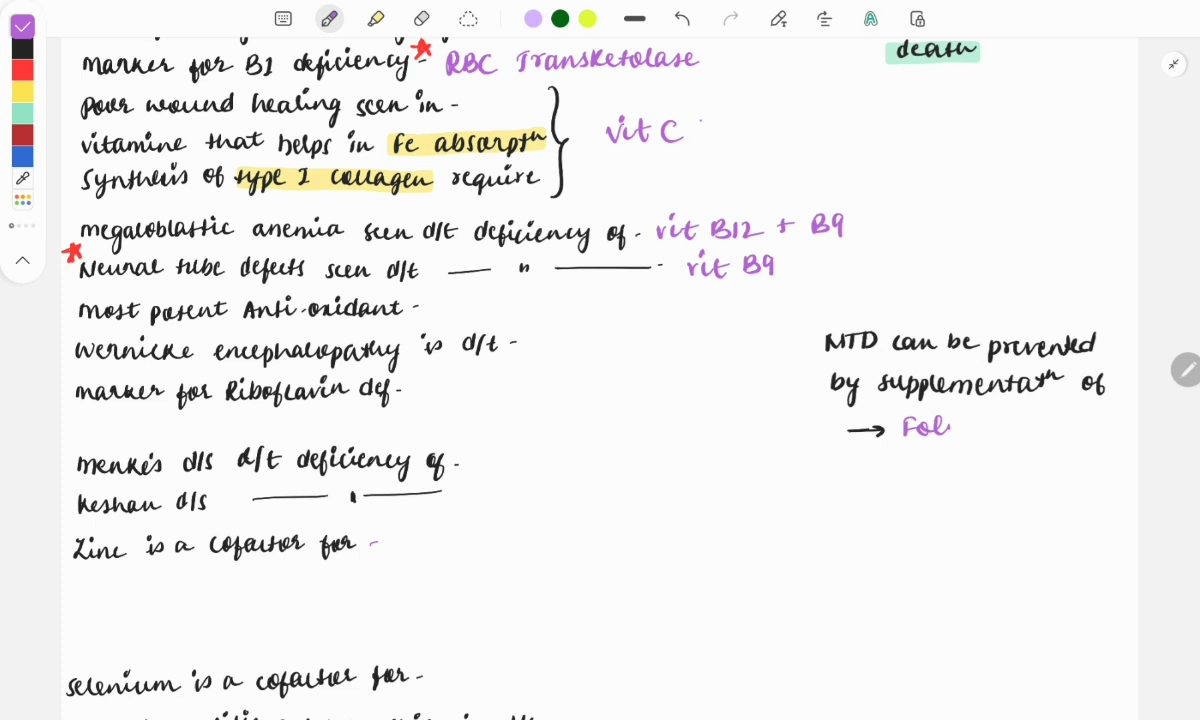 death
marker for B1 deficiency - RBC Transketolase
poor wound healing seen in -
vitamine that helps in Fe absorptn
Synthesis of type I collagen require
vit C
megaloblastic anemia seen d/t deficiency of - vit B12 + B9
Neural tube defects seen d/t — " — - vit B9
most potent Anti-oxidant -
Wernicke encephalopathy is d/t -
marker for Riboflavin def -
NTD can be prevented
by supplementatn of
→ Fol
menke's d/s d/t deficiency of -
Keshan d/s — " —
Zinc is a cofactor for -
Selenium is a cofactor for -